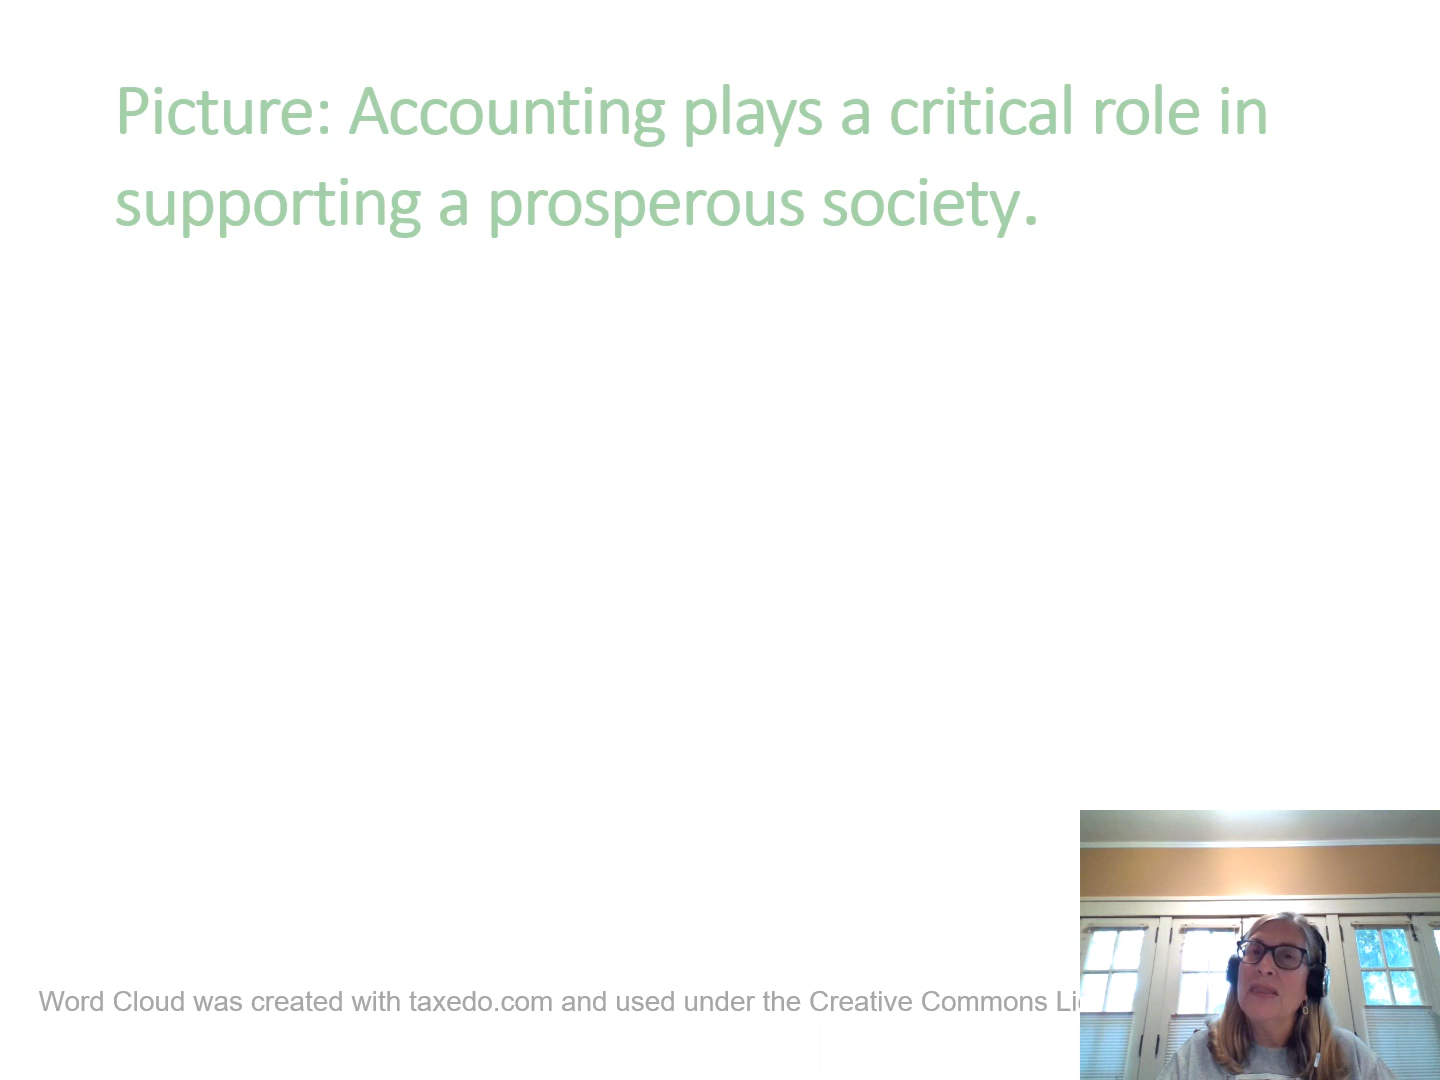 Picture: Accounting plays a critical role in
supporting a prosperous society.
Word Cloud was created with taxedo.com and used under the Creative Commons